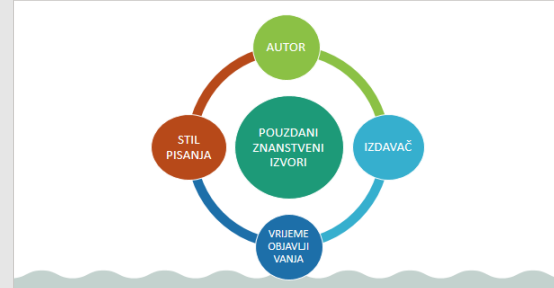 AUTOR
STIL
PISANJA
POUZDANI
ZNANSTVENI
IZVORI
IZDAVAČ
VRIJEME
OBJAVLJI
VANJA